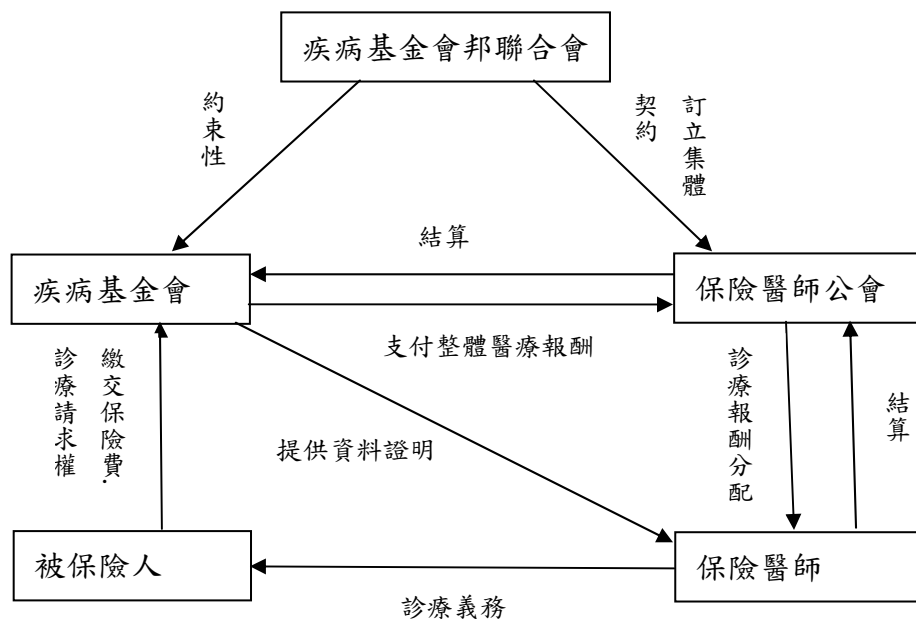 疾病基金會邦聯合會
約束性
訂立集體
契約
結算
疾病基金會
保險醫師公會
支付整體醫療報酬
繳交保險費.
診療請求權
診療報酬分配
結算
提供資料證明
被保險人
保險醫師
診療義務